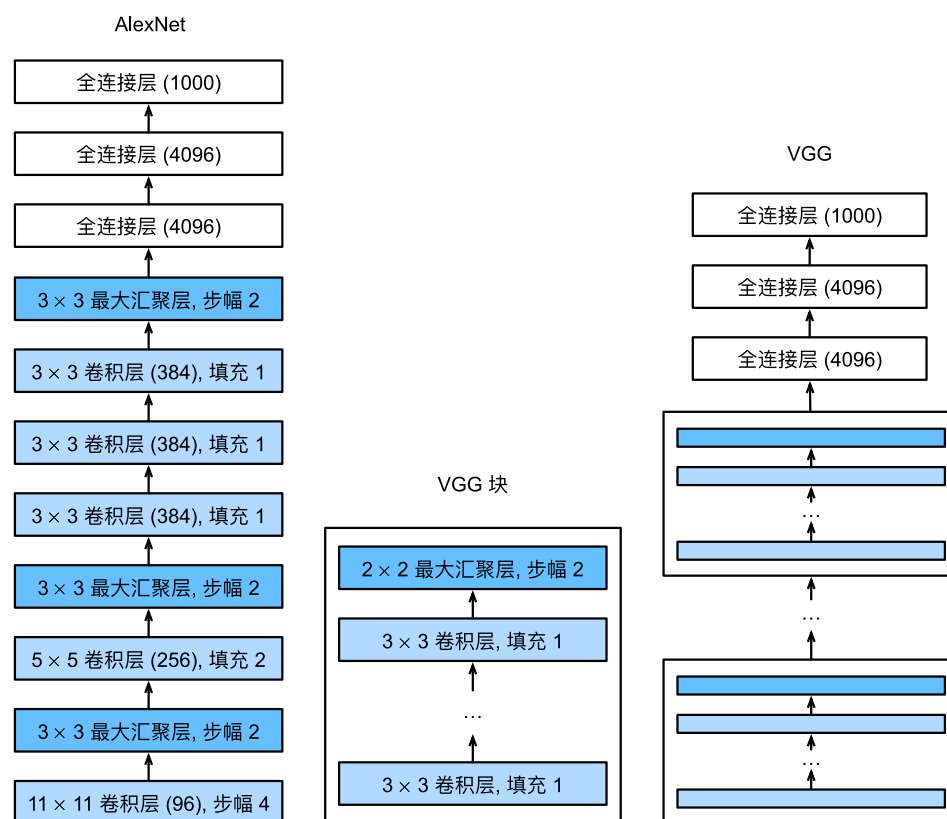 AlexNet
全连接层 (1000)
全连接层 (4096)
全连接层 (4096)
3 × 3 最大汇聚层, 步幅 2
3 × 3 卷积层 (384), 填充 1
3 × 3 卷积层 (384), 填充 1
3 × 3 卷积层 (384), 填充 1
3 × 3 最大汇聚层, 步幅 2
5 × 5 卷积层 (256), 填充 2
3 × 3 最大汇聚层, 步幅 2
11 × 11 卷积层 (96), 步幅 4
VGG 块
2 × 2 最大汇聚层, 步幅 2
3 × 3 卷积层, 填充 1
...
3 × 3 卷积层, 填充 1
VGG
全连接层 (1000)
全连接层 (4096)
全连接层 (4096)
...
...
...